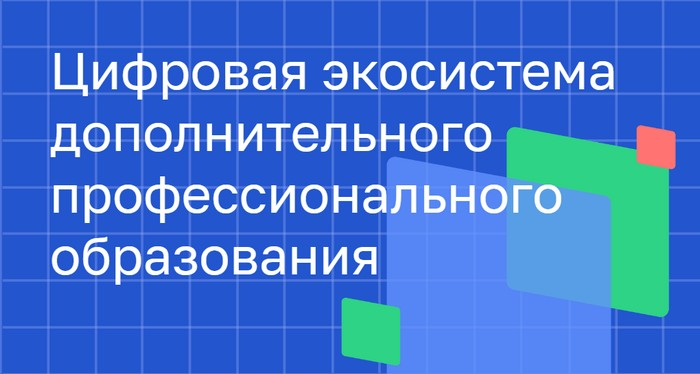 Цифровая экосистема
дополнительного
профессионального
образования